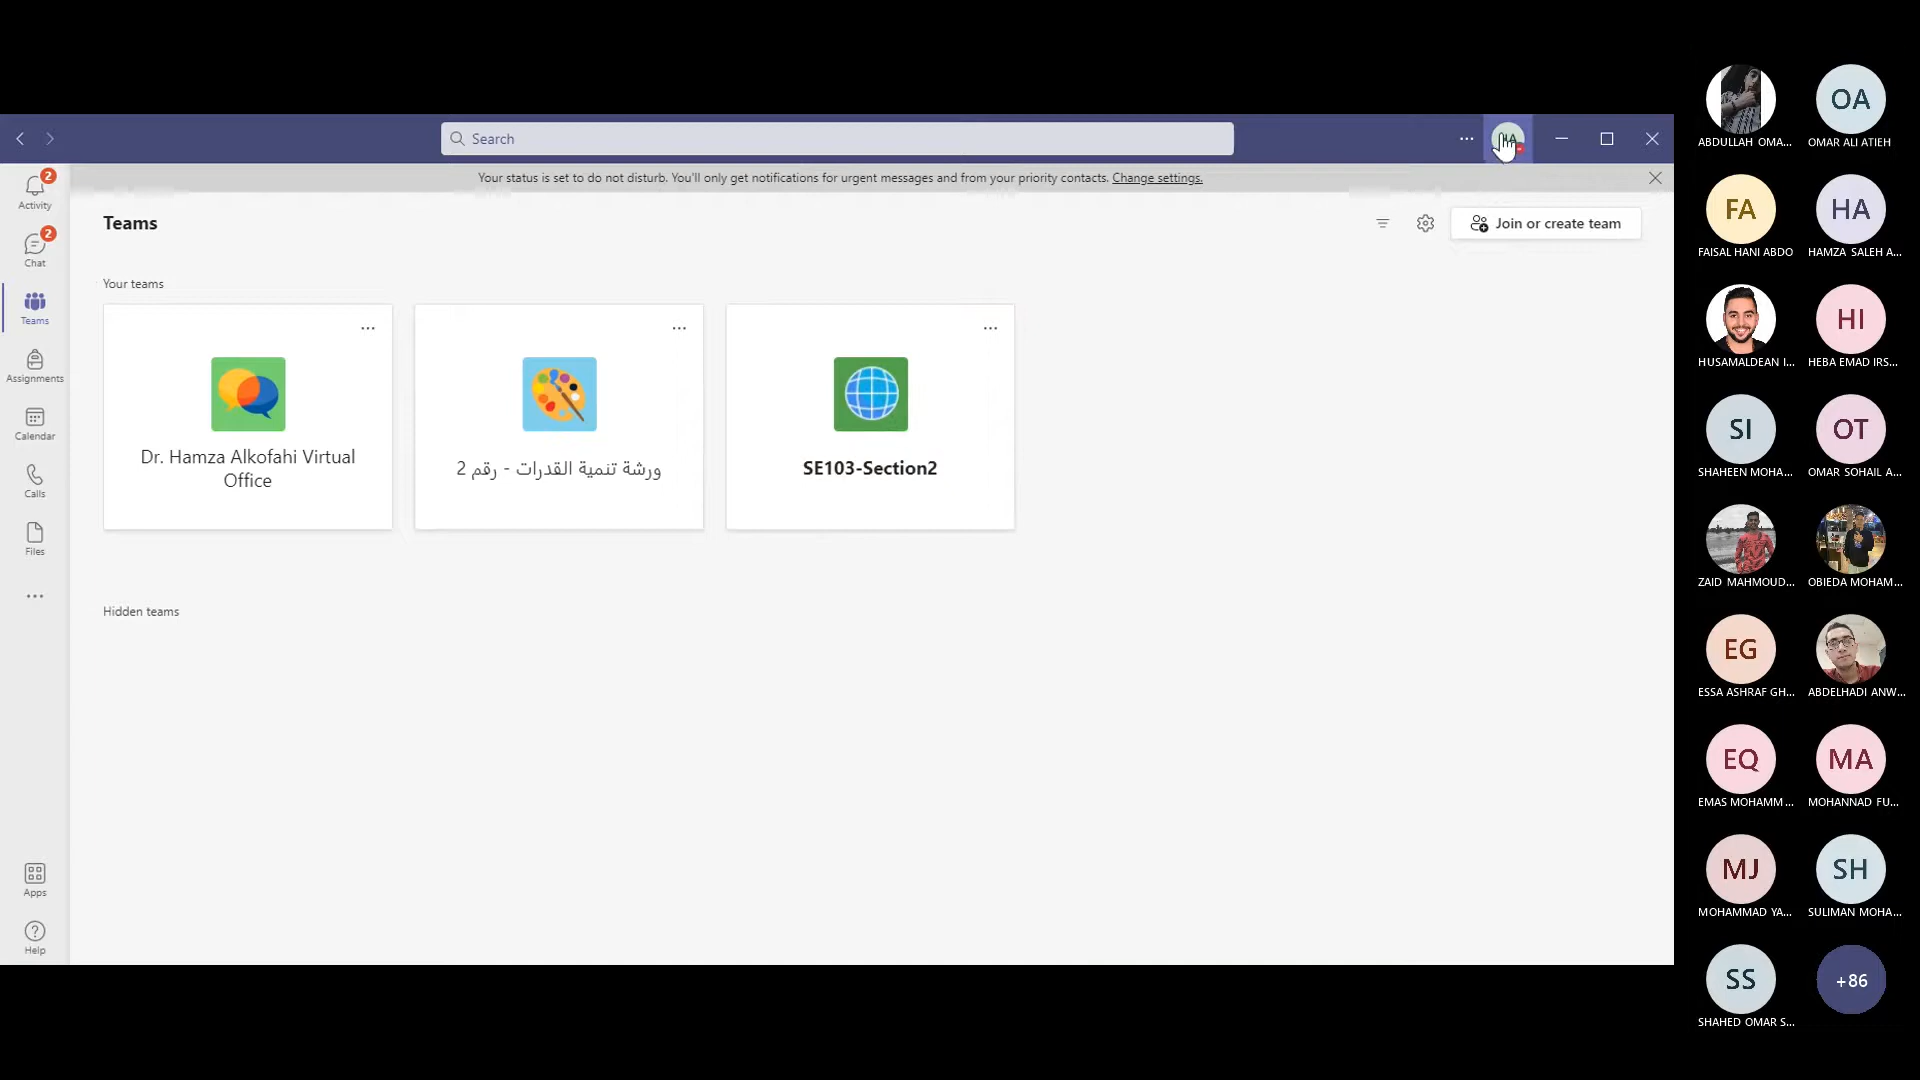 Search
Your status is set to do not disturb. You'll only get notifications for urgent messages and from your priority contacts. Change settings.
2
Activity
2
Chat
Teams
Assignments
Calendar
Calls
Files
Apps
Help
Teams
Join or create team
Your teams
Dr. Hamza Alkofahi Virtual
Office
ورشة تنمية القدرات - رقم 2
SE103-Section2
Hidden teams
OA
ABDULLAH OMA...
OMAR ALI ATIEH
FA
HA
FAISAL HANI ABDO
HAMZA SALEH A...
HI
HUSAMALDEAN I...
HEBA EMAD IRS...
SI
OT
SHAHEEN MOHA...
OMAR SOHAIL A...
ZAID MAHMOUD...
OBIEDA MOHAM...
EG
ESSA ASHRAF GH...
ABDELHADI ANW...
EQ
MA
EMAS MOHAMM...
MOHANNAD FU...
MJ
SH
MOHAMMAD YA...
SULIMAN MOHA...
SS
+86
SHAHED OMAR S...